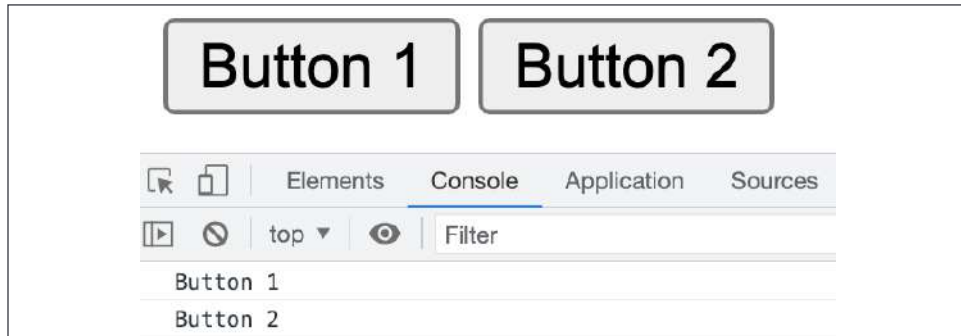 Button 1 Button 2
Elements Console Application Sources
top Filter
Button 1
Button 2